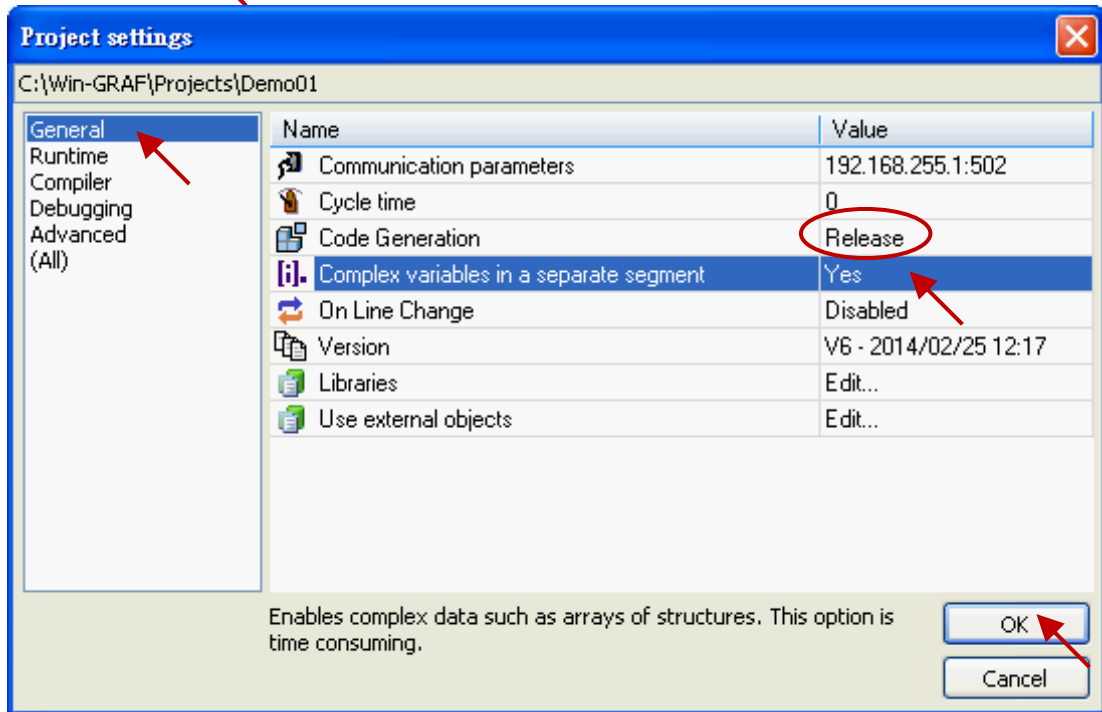 Project settings
C:\Win-GRAF\Projects\Demo01
General
Runtime
Compiler
Debugging
Advanced
(All)
Name Value
Communication parameters 192.168.255.1:502
Cycle time 0
Code Generation Release
[i]. Complex variables in a separate segment Yes
On Line Change Disabled
Version V6 - 2014/02/25 12:17
Libraries Edit...
Use external objects Edit...
Enables complex data such as arrays of structures. This option is
time consuming.
OK
Cancel